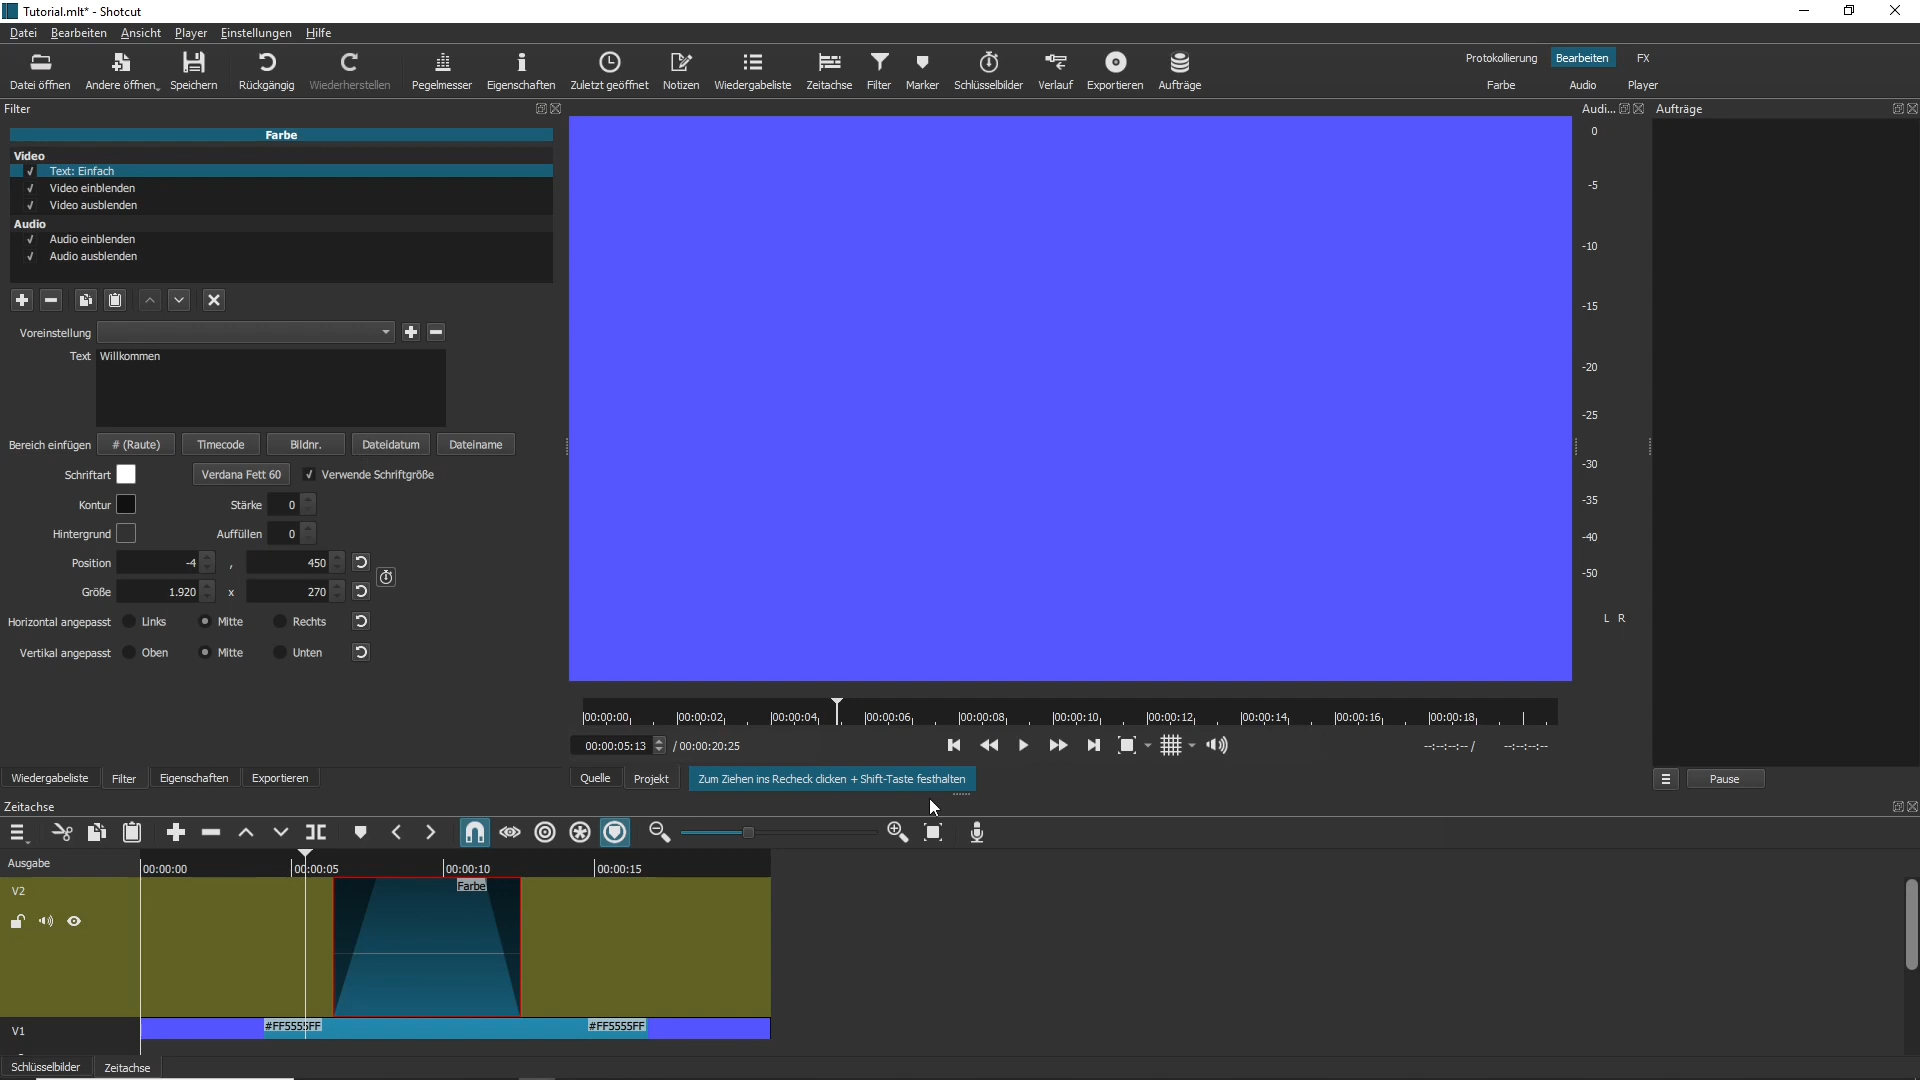 Tutorial.mlt* - Shotcut
Datei Bearbeiten Ansicht Player Einstellungen Hilfe
Datei öffnen Andere öffnen Speichern Rückgängig Wiederherstellen Pegelmesser Eigenschaften Zuletzt geöffnet Notizen Wiedergabeliste Zeitachse Filter Marker Schlüsselbilder Verlauf Exportieren Aufträge
Protokollierung Bearbeiten FX
Farbe Audio Player
Filter
Farbe
Video
Text: Einfach
Video einblenden
Video ausblenden
Audio
Audio einblenden
Audio ausblenden
Voreinstellung
Text Willkommen
Bereich einfügen # (Raute) Timecode Bildnr. Dateidatum Dateiname
Schriftart Verdana Fett 60 Verwende Schriftgröße
Kontur Stärke 0
Hintergrund Auffüllen 0
Position -4 , 450
Größe 1.920 x 270
Horizontal angepasst Links Mitte Rechts
Vertikal angepasst Oben Mitte Unten
Wiedergabeliste Filter Eigenschaften Exportieren
00:00:00 00:00:02 00:00:04 00:00:06 00:00:08 00:00:10 00:00:12 00:00:14 00:00:16 00:00:18
00:00:05:13 / 00:00:20:25 --:--:--:-- / --:--:--:--
Quelle Projekt Zum Ziehen ins Recheck clicken + Shift-Taste festhalten
Audi...
0
-5
-10
-15
-20
-25
-30
-35
-40
-50
L R
Aufträge
Pause
Zeitachse
Ausgabe 00:00:00 00:00:05 00:00:10 00:00:15
V2 Farbe
V1 #FF5555FF #FF5555FF
Schlüsselbilder Zeitachse